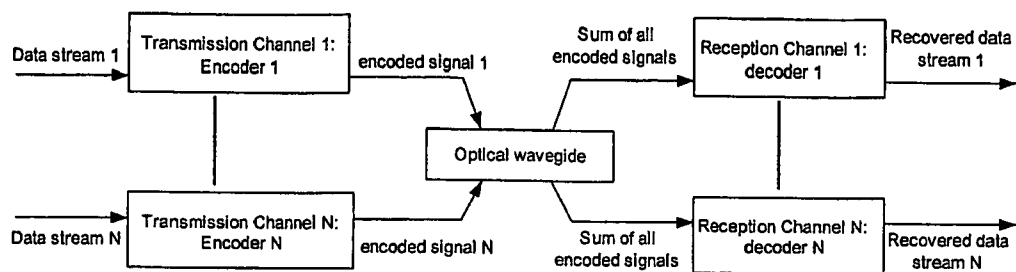 Data stream 1
Transmission Channel 1:
Encoder 1
encoded signal 1
Sum of all
encoded signals
Reception Channel 1:
decoder 1
Recovered data
stream 1
Optical wavegide
Data stream N
Transmission Channel N:
Encoder N
encoded signal N
Sum of all
encoded signals
Reception Channel N:
decoder N
Recovered data
stream N